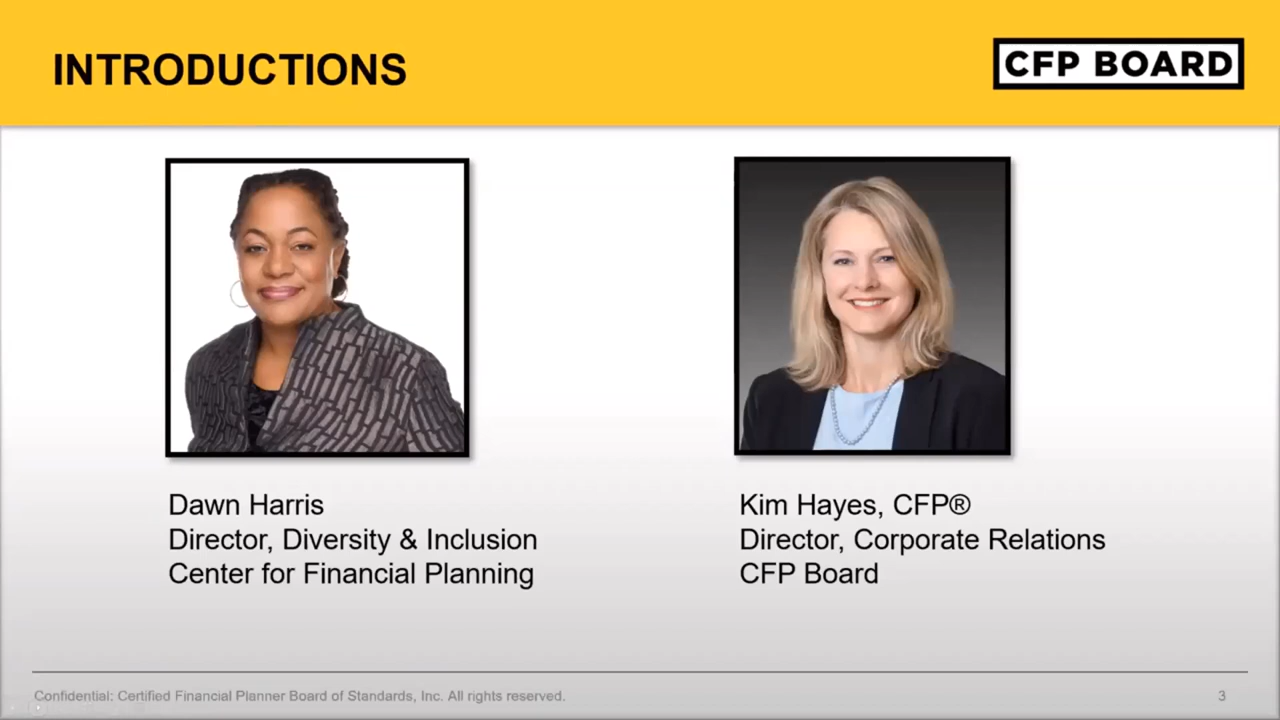 INTRODUCTIONS
CFP BOARD
Dawn Harris
Director, Diversity & Inclusion
Center for Financial Planning
Kim Hayes, CFP®
Director, Corporate Relations
CFP Board
Confidential: Certified Financial Planner Board of Standards, Inc. All rights reserved.
3